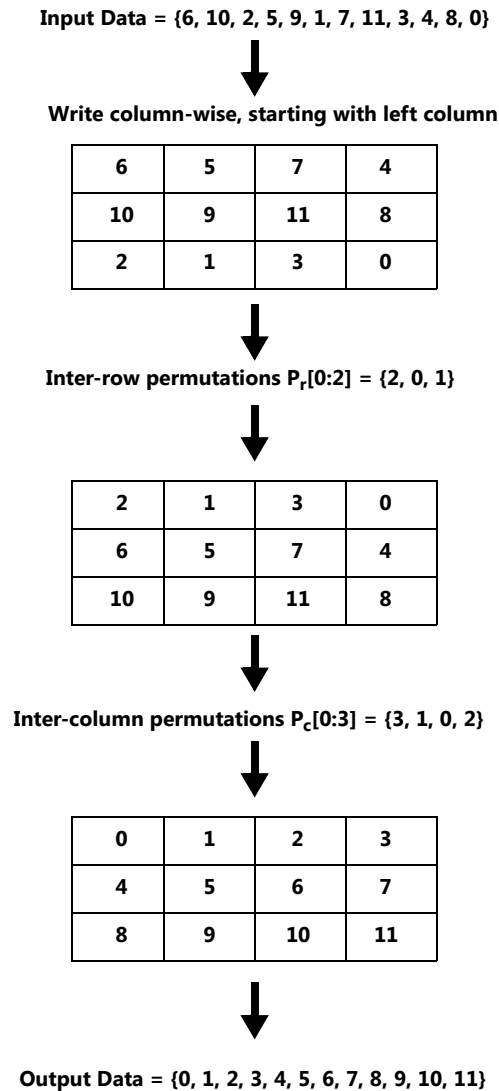 Input Data = {6, 10, 2, 5, 9, 1, 7, 11, 3, 4, 8, 0}
Write column-wise, starting with left column
6 5 7 4
10 9 11 8
2 1 3 0
Inter-row permutations Pr[0:2] = {2, 0, 1}
2 1 3 0
6 5 7 4
10 9 11 8
Inter-column permutations Pc[0:3] = {3, 1, 0, 2}
0 1 2 3
4 5 6 7
8 9 10 11
Output Data = {0, 1, 2, 3, 4, 5, 6, 7, 8, 9, 10, 11}